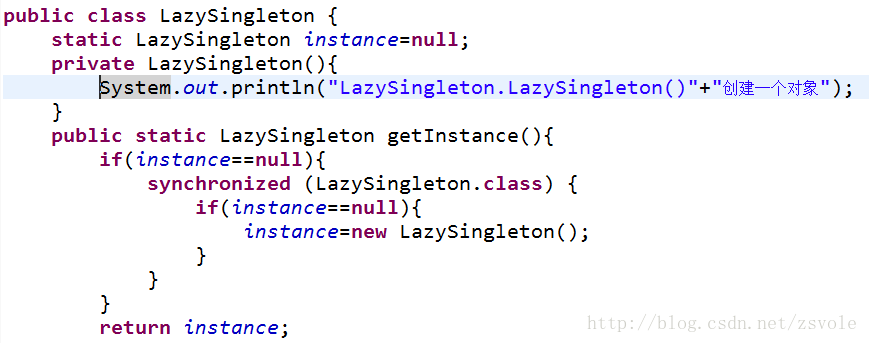 public class LazySingleton {
    static LazySingleton instance=null;
    private LazySingleton(){
        System.out.println("LazySingleton.LazySingleton()"+"创建一个对象");
    }
    public static LazySingleton getInstance(){
        if(instance==null){
            synchronized (LazySingleton.class) {
                if(instance==null){
                    instance=new LazySingleton();
                }
            }
        }
        return instance;
http://blog.csdn.net/zsvole